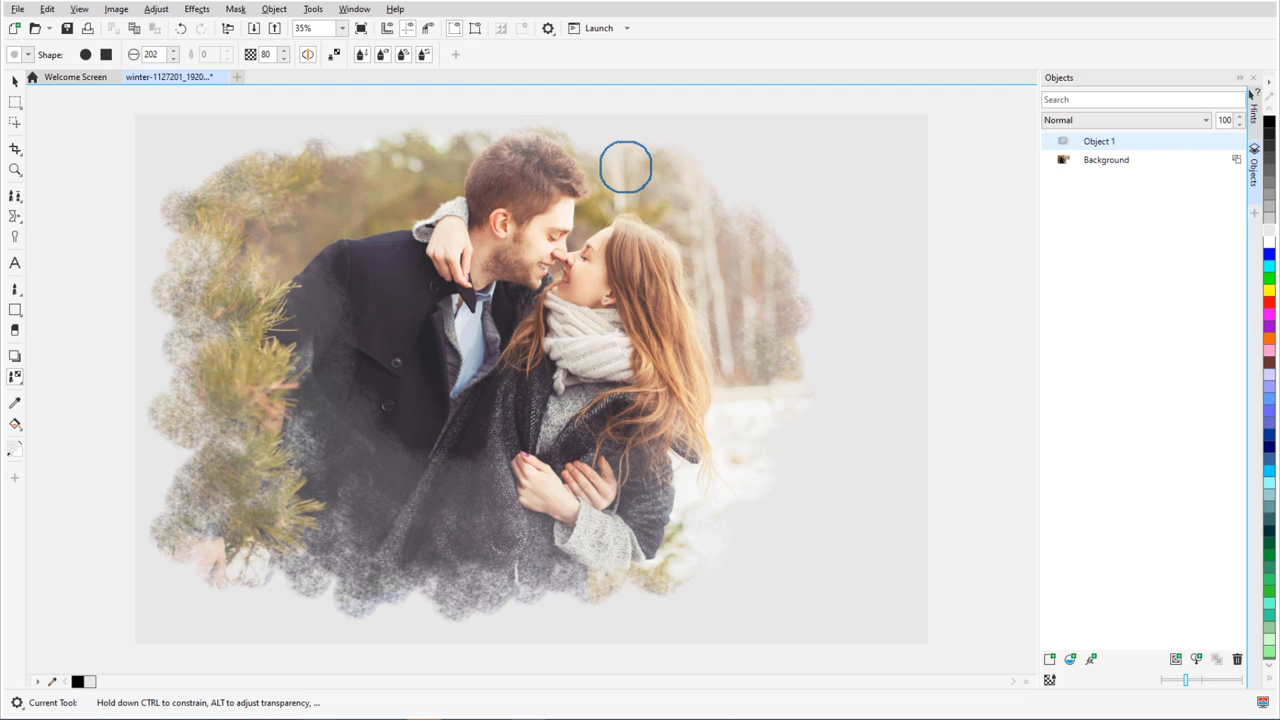 File Edit View Image Adjust Effects Mask Object Tools Window Help
35% Launch
Shape: 202 0 80
Welcome Screen winter-1127201_1920...*
Objects
Search
Normal 100
Object 1
Background
Hints
Objects
Current Tool: Hold down CTRL to constrain, ALT to adjust transparency, ...